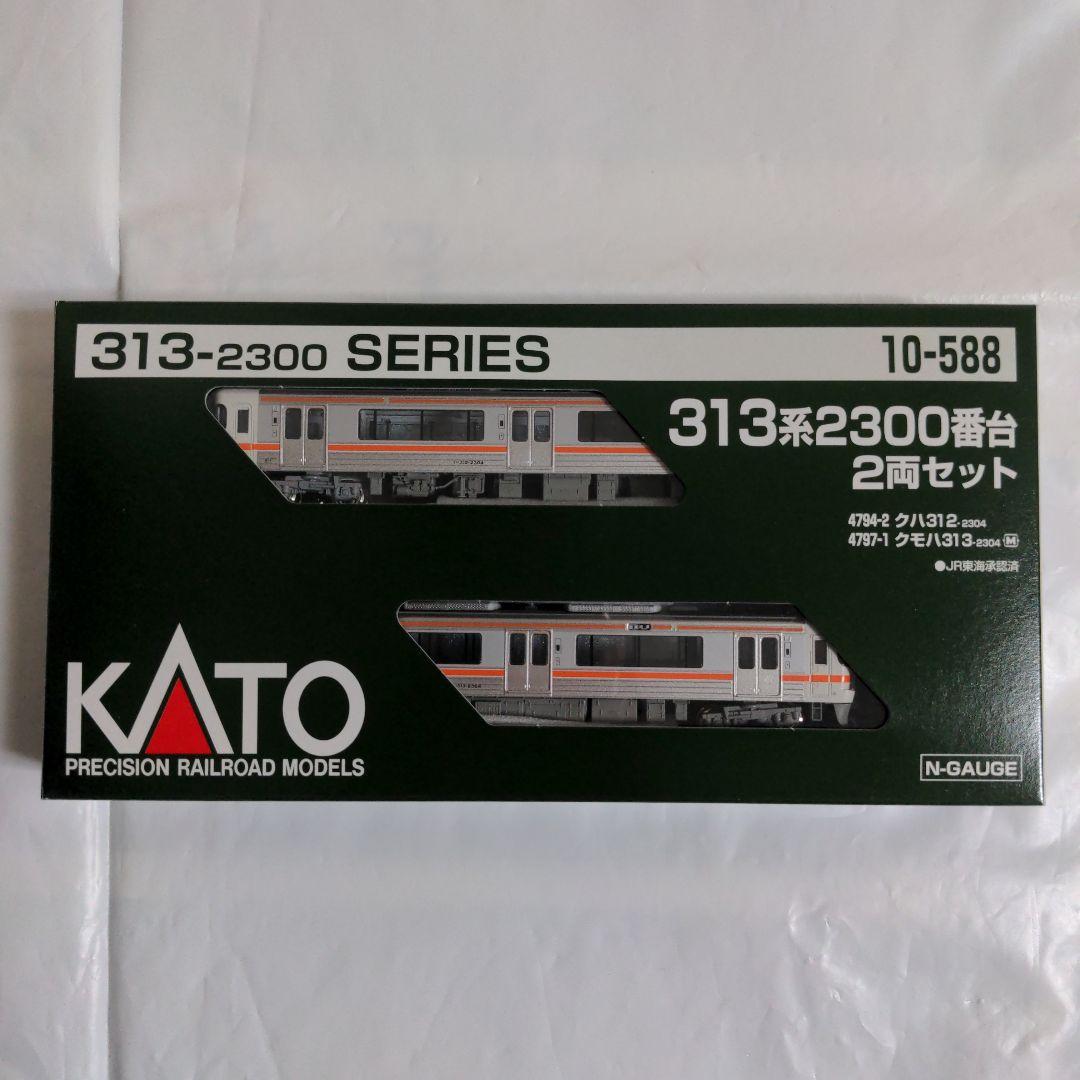 313-2300 SERIES
10-588
313系2300番台
2両セット
4794-2 クハ312-2304
4797-1 クモハ313-2304 M
●JR東海承認済
KATO
PRECISION RAILROAD MODELS
N-GAUGE